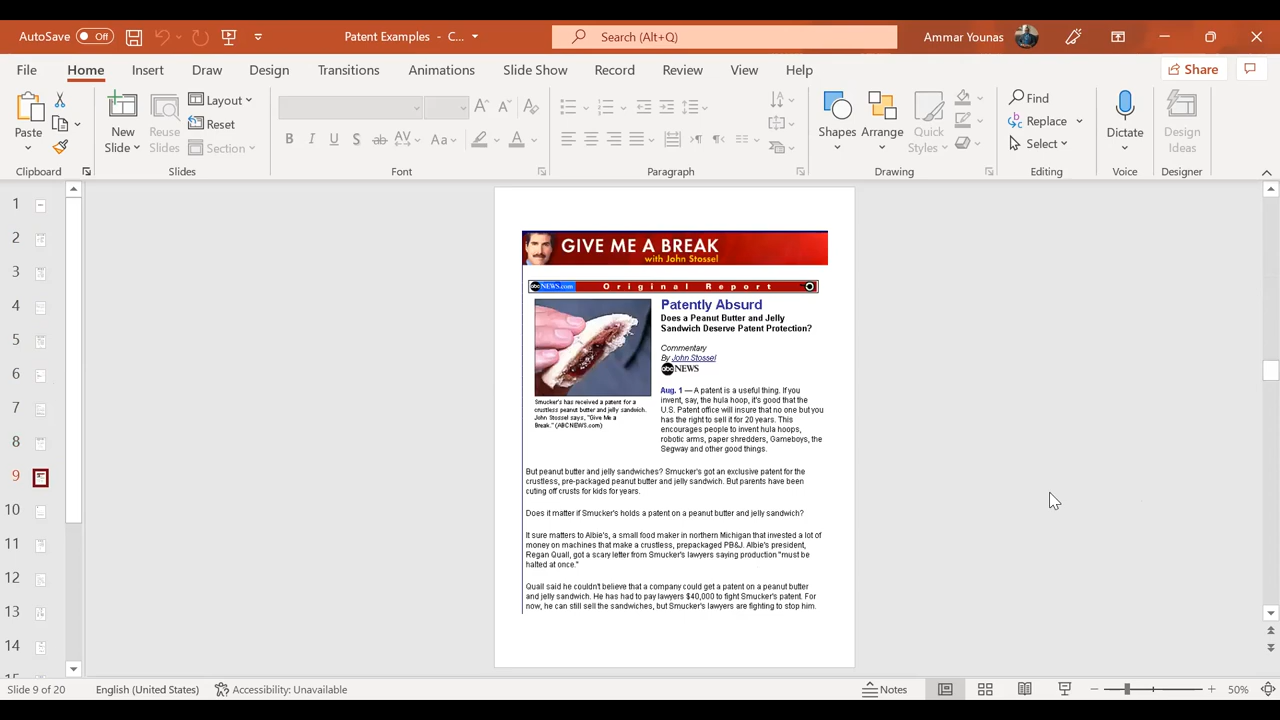 AutoSave Off Patent Examples - C... Search (Alt+Q) Ammar Younas
File Home Insert Draw Design Transitions Animations Slide Show Record Review View Help Share
Paste New Slide Reuse Slides Layout Reset Section
B I U S ab AV Aa A
Shapes Arrange Quick Styles Find Replace Select Dictate Design Ideas
Clipboard Slides Font Paragraph Drawing Editing Voice Designer
1
2
3
4
6
7
8
9
10
11
12
13
14
15
GIVE ME A BREAK
with John Stossel
abc NEWS.com Original Report
Patently Absurd
Does a Peanut Butter and Jelly
Sandwich Deserve Patent Protection?
Commentary
By John Stossel
abc NEWS
Smucker's has received a patent for a
crustless peanut butter and jelly sandwich.
John Stossel says, "Give Me a
Break." (ABCNEWS.com)
Aug. 1 — A patent is a useful thing. If you
invent, say, the hula hoop, it's good that the
U.S. Patent office will insure that no one but you
has the right to sell it for 20 years. This
encourages people to invent hula hoops,
robotic arms, paper shredders, Gameboys, the
Segway and other good things.
But peanut butter and jelly sandwiches? Smucker's got an exclusive patent for the
crustless, pre-packaged peanut butter and jelly sandwich. But parents have been
cutting off crusts for kids for years.
Does it matter if Smucker's holds a patent on a peanut butter and jelly sandwich?
It sure matters to Albie's, a small food maker in northern Michigan that invested a lot of
money on machines that make a crustless, prepackaged PB&J. Albie's president,
Regan Quall, got a scary letter from Smucker's lawyers saying production "must be
halted at once."
Quall said he couldn't believe that a company could get a patent on a peanut butter
and jelly sandwich. He has had to pay lawyers $40,000 to fight Smucker's patent. For
now, he can still sell the sandwiches, but Smucker's lawyers are fighting to stop him.
Slide 9 of 20 English (United States) Accessibility: Unavailable Notes 50%